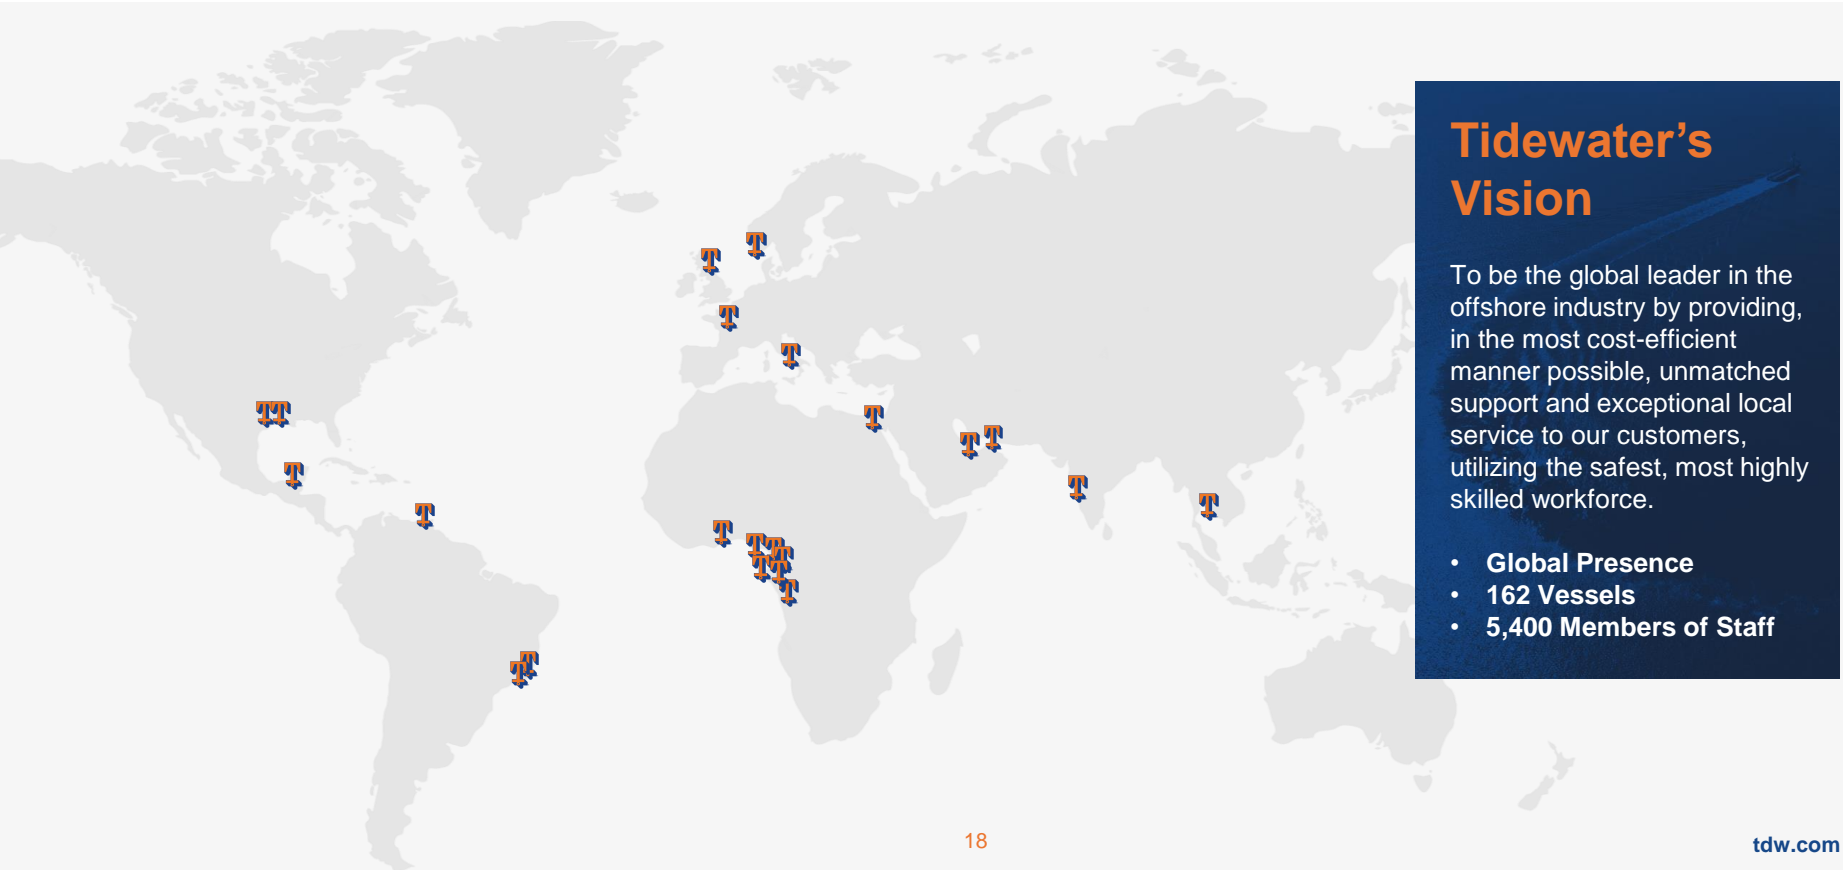 Tidewater’s
Vision
To be the global leader in the
offshore industry by providing,
in the most cost-efficient
manner possible, unmatched
support and exceptional local
service to our customers,
utilizing the safest, most highly
skilled workforce.
• Global Presence
• 162 Vessels
• 5,400 Members of Staff
18
tdw.com